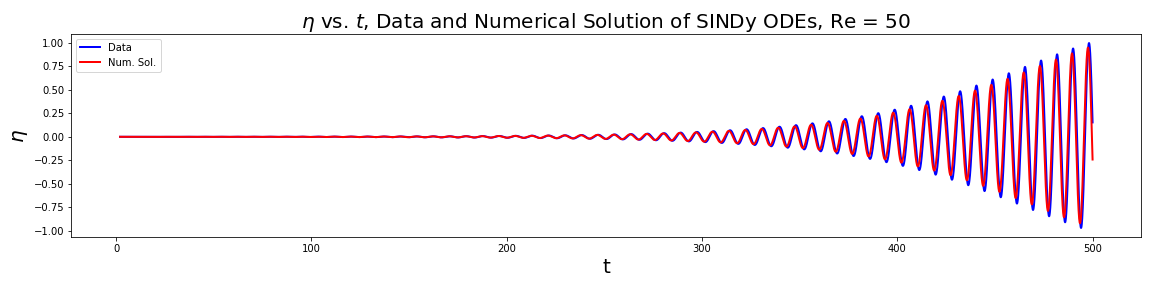 η vs. t, Data and Numerical Solution of SINDy ODEs, Re = 50
Data
Num. Sol.
1.00
0.75
0.50
0.25
0.00
−0.25
−0.50
−0.75
−1.00
η
0 100 200 300 400 500
t